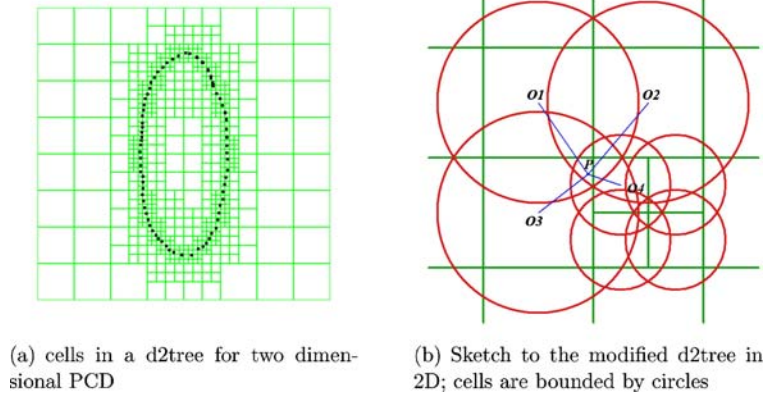 O1
O2
P
O4
O3
(a) cells in a d2tree for two dimen-
sional PCD
(b) Sketch to the modified d2tree in
2D; cells are bounded by circles